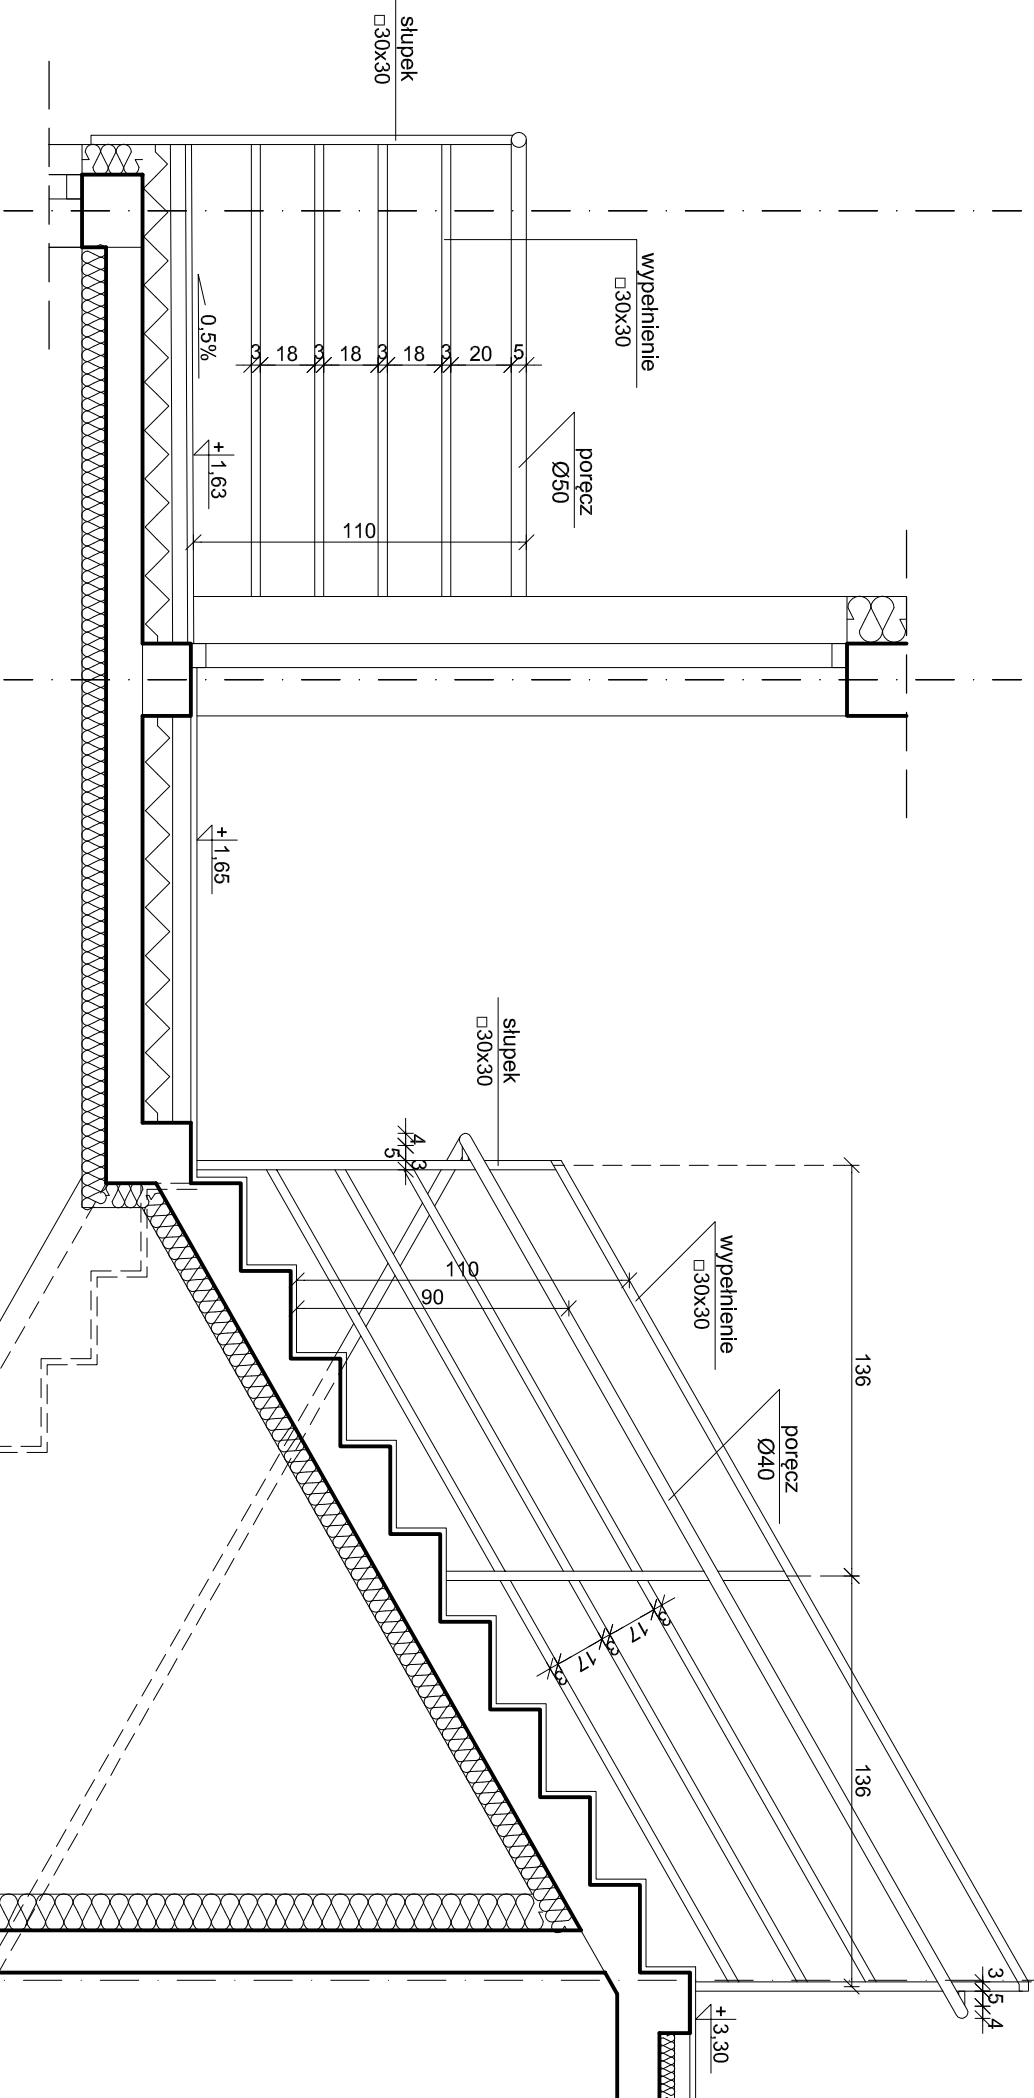 słupek
□30x30
wypełnienie
□30x30
0,5%
3
18
3
18
3
18
3
20
5
poręcz
Ø50
+
1,63
110
+
1,65
słupek
□30x30
4
5
3
110
90
wypełnienie
□30x30
136
poręcz
Ø40
3
17
3
17
3
136
3
5
4
+
3,30